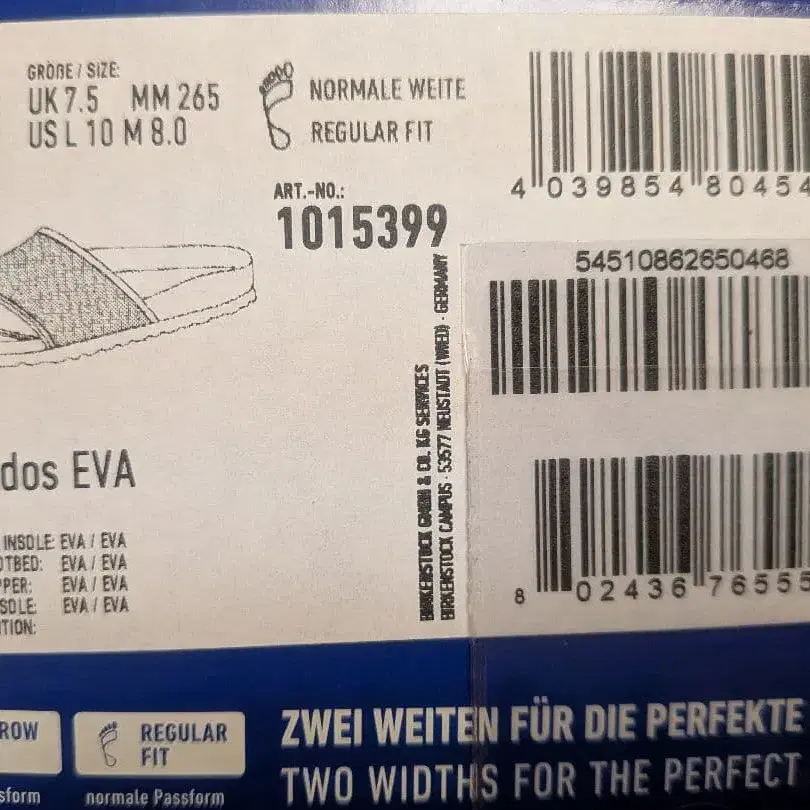 GRÖßE / SIZE:
UK 7.5 MM 265
US L 10 M 8.0
NORMALE WEITE
REGULAR FIT
ART.-NO.:
1015399
4 039854 80454
54510862650468
BIRKENSTOCK GMBH & CO. KG SERVICES
BIRKENSTOCK CAMPUS · 53577 NEUSTADT (WIED) · GERMANY
dos EVA
INSOLE: EVA / EVA
OTBED: EVA / EVA
PPER: EVA / EVA
SOLE: EVA / EVA
TION:
8 02436 76555
ROW
sform
REGULAR
FIT
normale Passform
ZWEI WEITEN FÜR DIE PERFEKTE
TWO WIDTHS FOR THE PERFECT